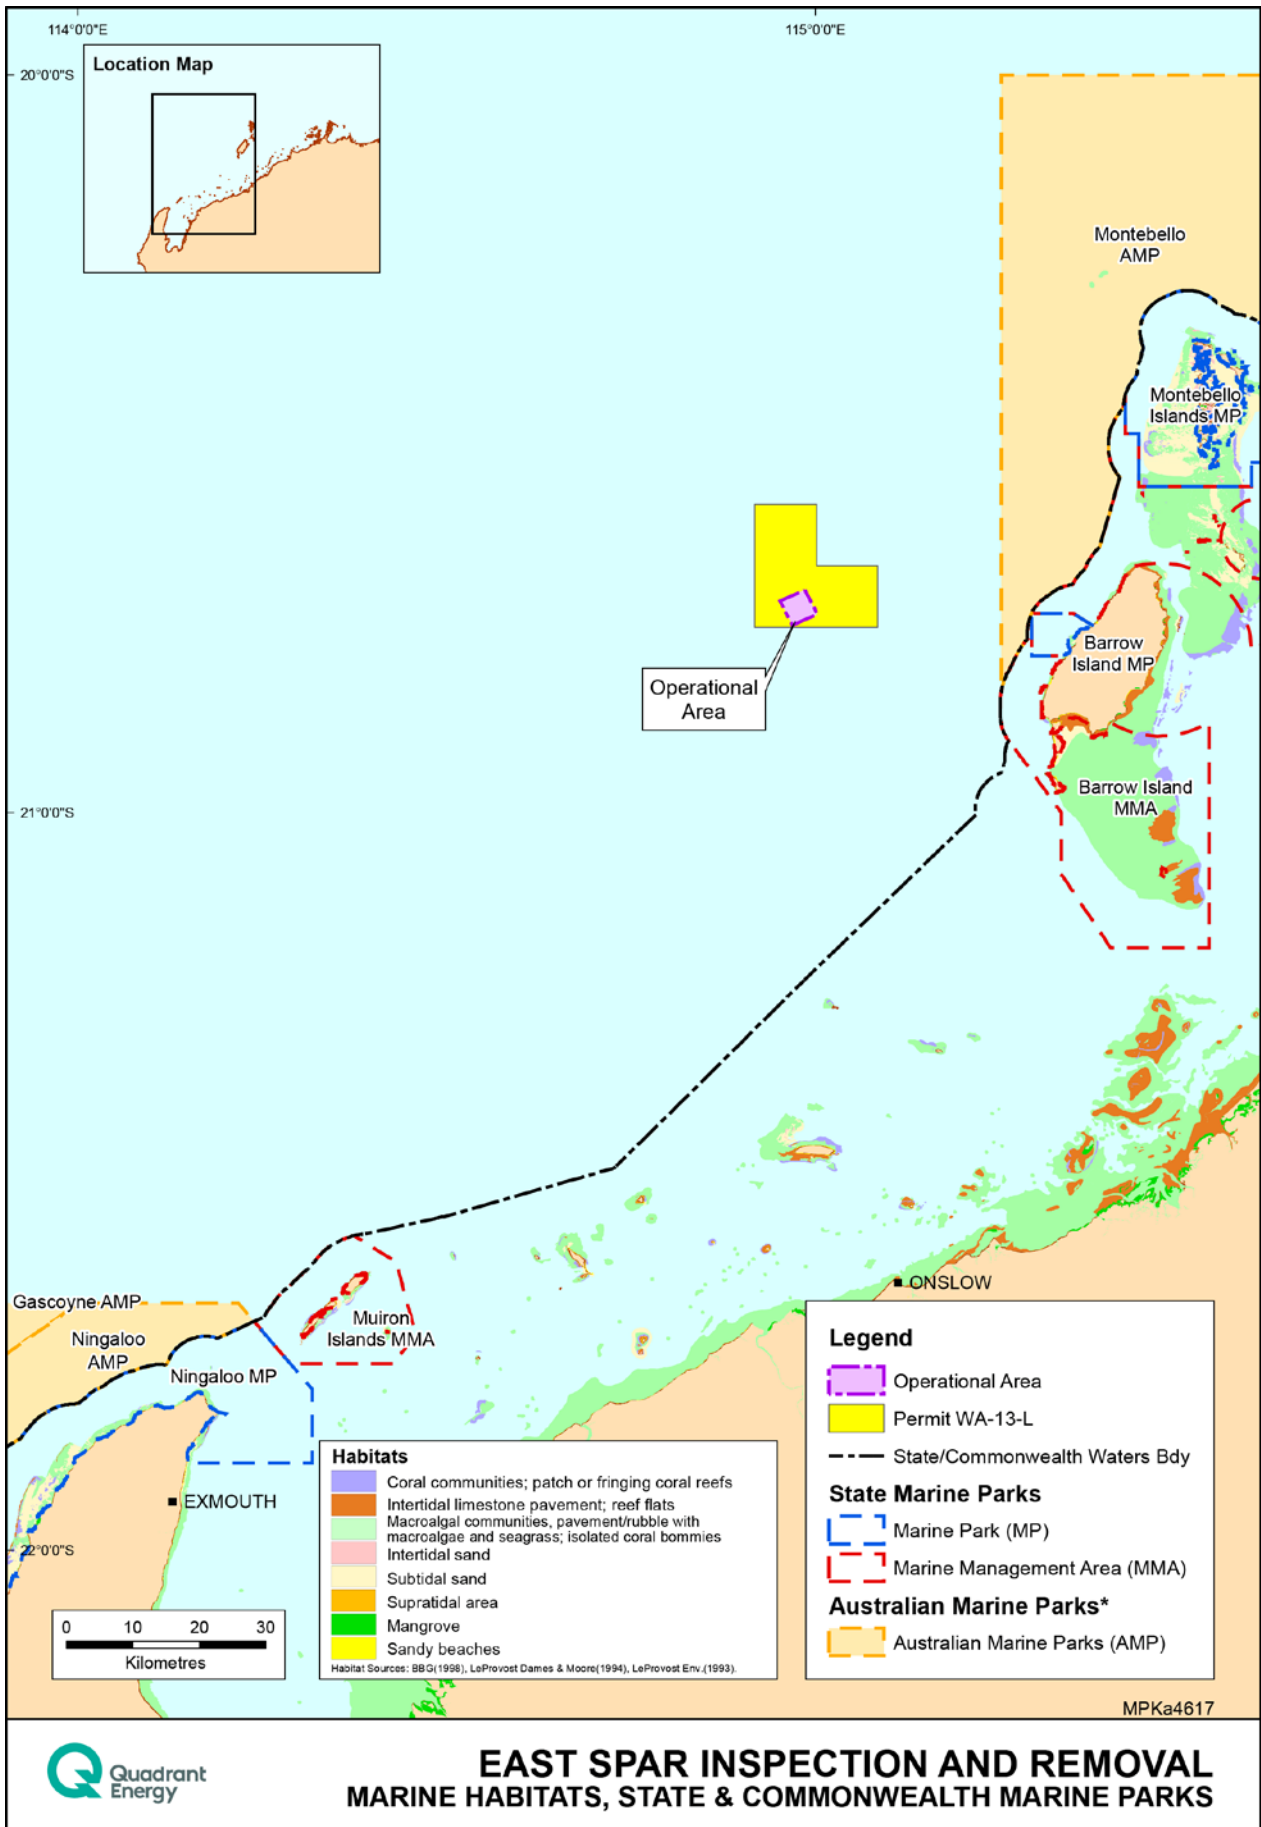 114°0'0"E
115°0'0"E
20°0'0"S
Location Map
Montebello
AMP
Montebello
Islands MP
Barrow
Island MP
Operational
Area
Barrow Island
MMA
21°0'0"S
ONSLOW
Gascoyne AMP
Ningaloo
AMP
Muiron
Islands MMA
Ningaloo MP
EXMOUTH
22°0'0"S
0 10 20 30
Kilometres
Habitats
Coral communities; patch or fringing coral reefs
Intertidal limestone pavement; reef flats
Macroalgal communities, pavement/rubble with
macroalgae and seagrass; isolated coral bommies
Intertidal sand
Subtidal sand
Supratidal area
Mangrove
Sandy beaches
Habitat Sources: BBG(1998), LeProvost Dames & Moore(1994), LeProvost Env.(1993).
Legend
Operational Area
Permit WA-13-L
State/Commonwealth Waters Bdy
State Marine Parks
Marine Park (MP)
Marine Management Area (MMA)
Australian Marine Parks*
Australian Marine Parks (AMP)
MPKa4617
Quadrant
Energy
EAST SPAR INSPECTION AND REMOVAL
MARINE HABITATS, STATE & COMMONWEALTH MARINE PARKS